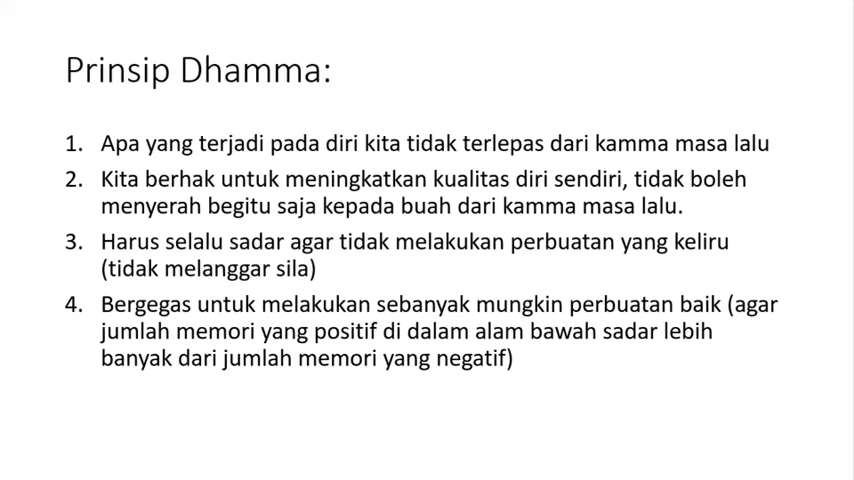 Prinsip Dhamma:
1. Apa yang terjadi pada diri kita tidak terlepas dari kamma masa lalu
2. Kita berhak untuk meningkatkan kualitas diri sendiri, tidak boleh
menyerah begitu saja kepada buah dari kamma masa lalu.
3. Harus selalu sadar agar tidak melakukan perbuatan yang keliru
(tidak melanggar sila)
4. Bergegas untuk melakukan sebanyak mungkin perbuatan baik (agar
jumlah memori yang positif di dalam alam bawah sadar lebih
banyak dari jumlah memori yang negatif)